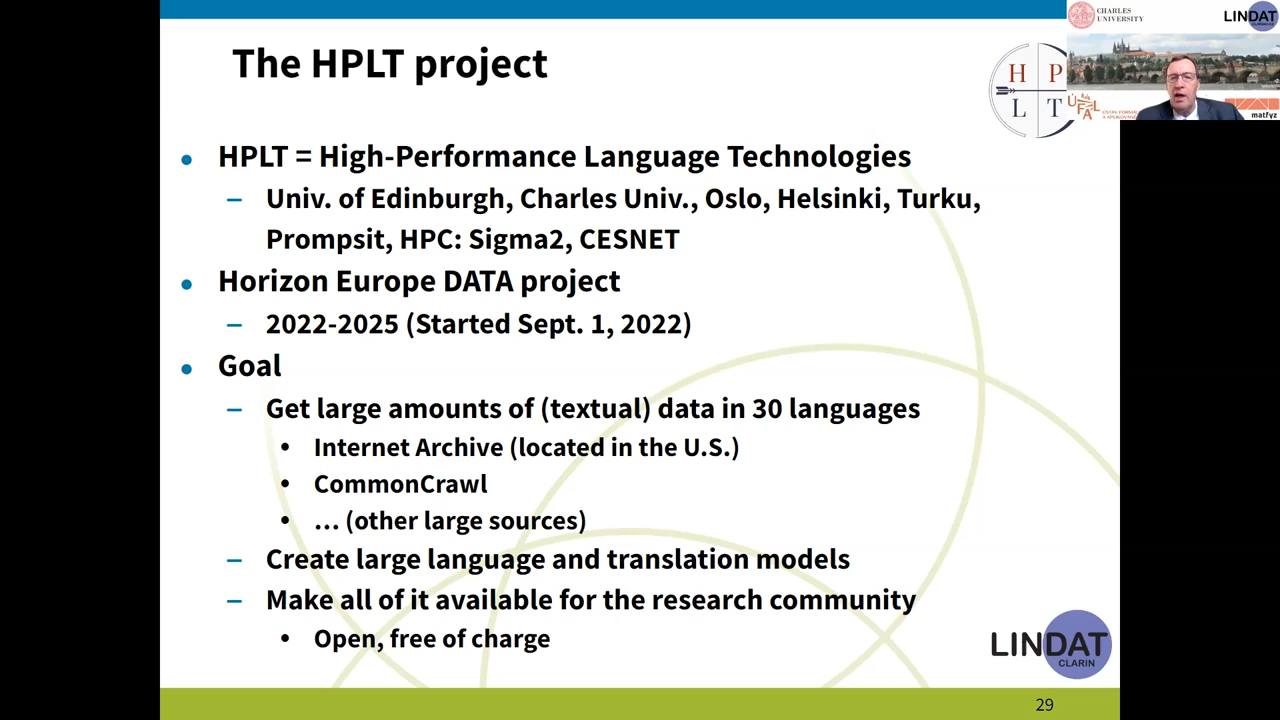 The HPLT project
H P
L T
CHARLES
UNIVERSITY
LINDAT
ÚFAL
matfyz
• HPLT = High-Performance Language Technologies
– Univ. of Edinburgh, Charles Univ., Oslo, Helsinki, Turku,
Prompsit, HPC: Sigma2, CESNET
• Horizon Europe DATA project
– 2022-2025 (Started Sept. 1, 2022)
• Goal
– Get large amounts of (textual) data in 30 languages
• Internet Archive (located in the U.S.)
• CommonCrawl
• ... (other large sources)
– Create large language and translation models
– Make all of it available for the research community
• Open, free of charge
LINDAT
CLARIN
29